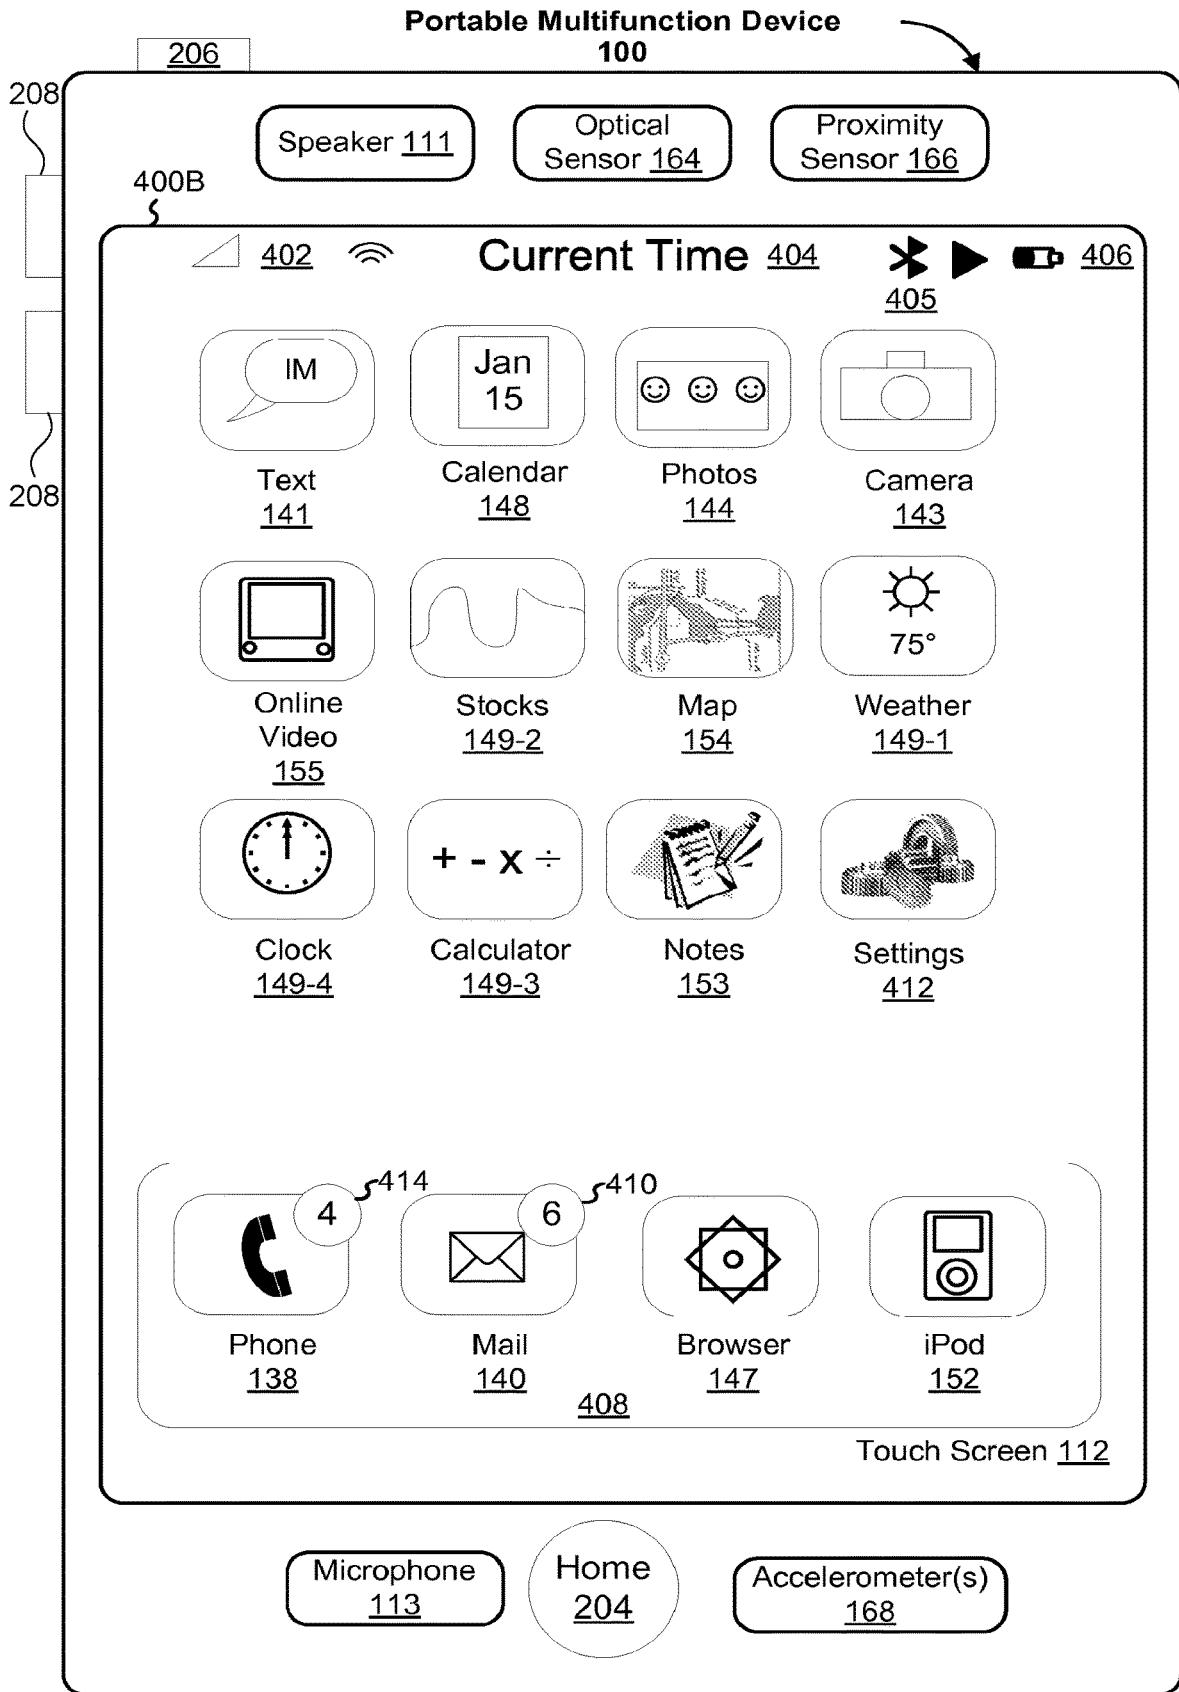 Portable Multifunction Device
100
206
208
Speaker 111
Optical
Sensor 164
Proximity
Sensor 166
400B
402
Current Time 404
406
405
IM
Jan
15
208
Text
141
Calendar
148
Photos
144
Camera
143
75°
Online
Video
155
Stocks
149-2
Map
154
Weather
149-1
+ - x ÷
Clock
149-4
Calculator
149-3
Notes
153
Settings
412
4
414
6
410
Phone
138
Mail
140
Browser
147
iPod
152
408
Touch Screen 112
Microphone
113
Home
204
Accelerometer(s)
168